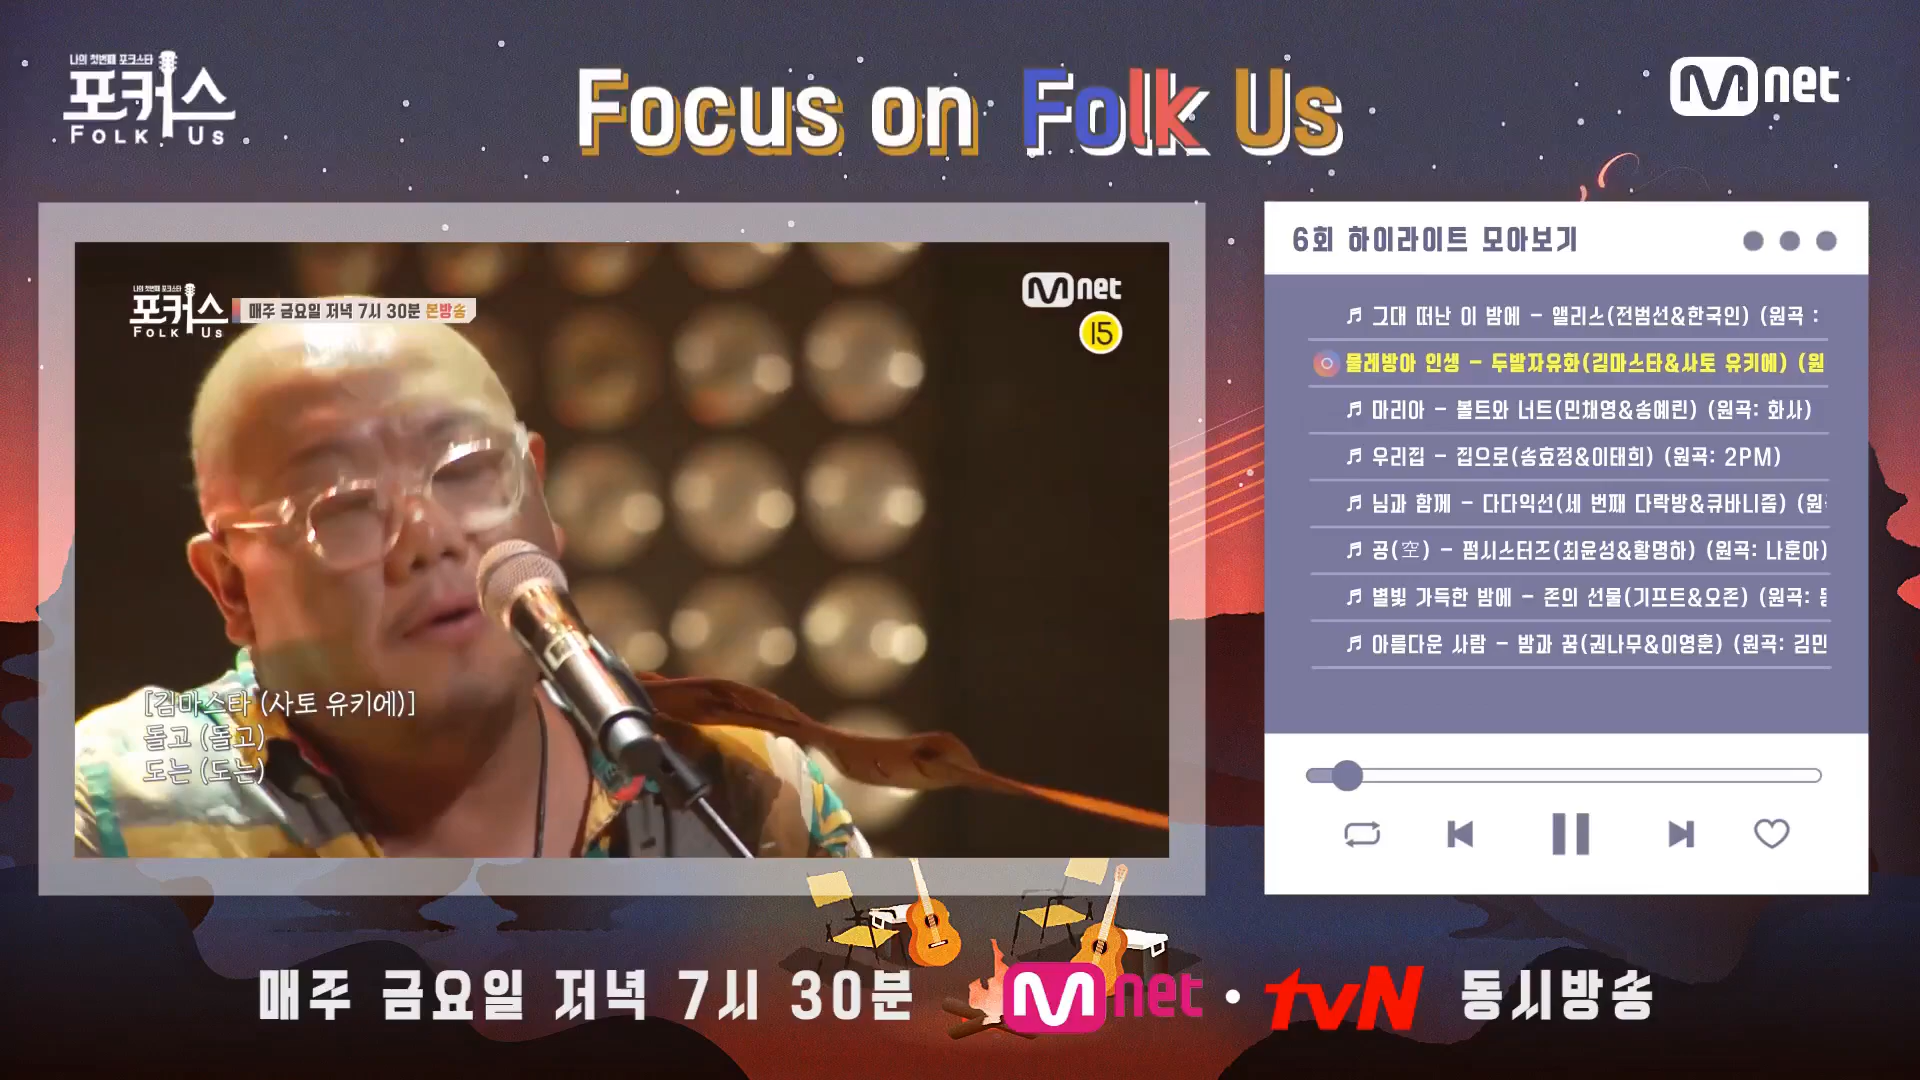 나의 첫번째 포크스타
포커스
FOLK US
Focus on Folk Us
Mnet
나의 첫번째 포크스타
포커스
FOLK US
매주 금요일 저녁 7시 30분 본방송
Mnet
15
[김마스타 (사토 유키에)]
돌고 (돌고)
도는 (도는)
6회 하이라이트 모아보기
♬ 그대 떠난 이 밤에 - 앨리스(전범선&한국인) (원곡 :
물레방아 인생 - 두발자유화(김마스타&사토 유키에) (원
♬ 마리아 - 볼트와 너트(민채영&송예린) (원곡: 화사)
♬ 우리집 - 집으로(송효정&이태희) (원곡: 2PM)
♬ 님과 함께 - 다다익선(세 번째 다락방&큐바니즘) (원
♬ 공(空) - 펌시스터즈(최윤성&황명하) (원곡: 나훈아)
♬ 별빛 가득한 밤에 - 존의 선물(기프트&오존) (원곡:
♬ 아름다운 사람 - 밤과 꿈(권나무&이영훈) (원곡: 김민
매주 금요일 저녁 7시 30분 Mnet · tvN 동시방송